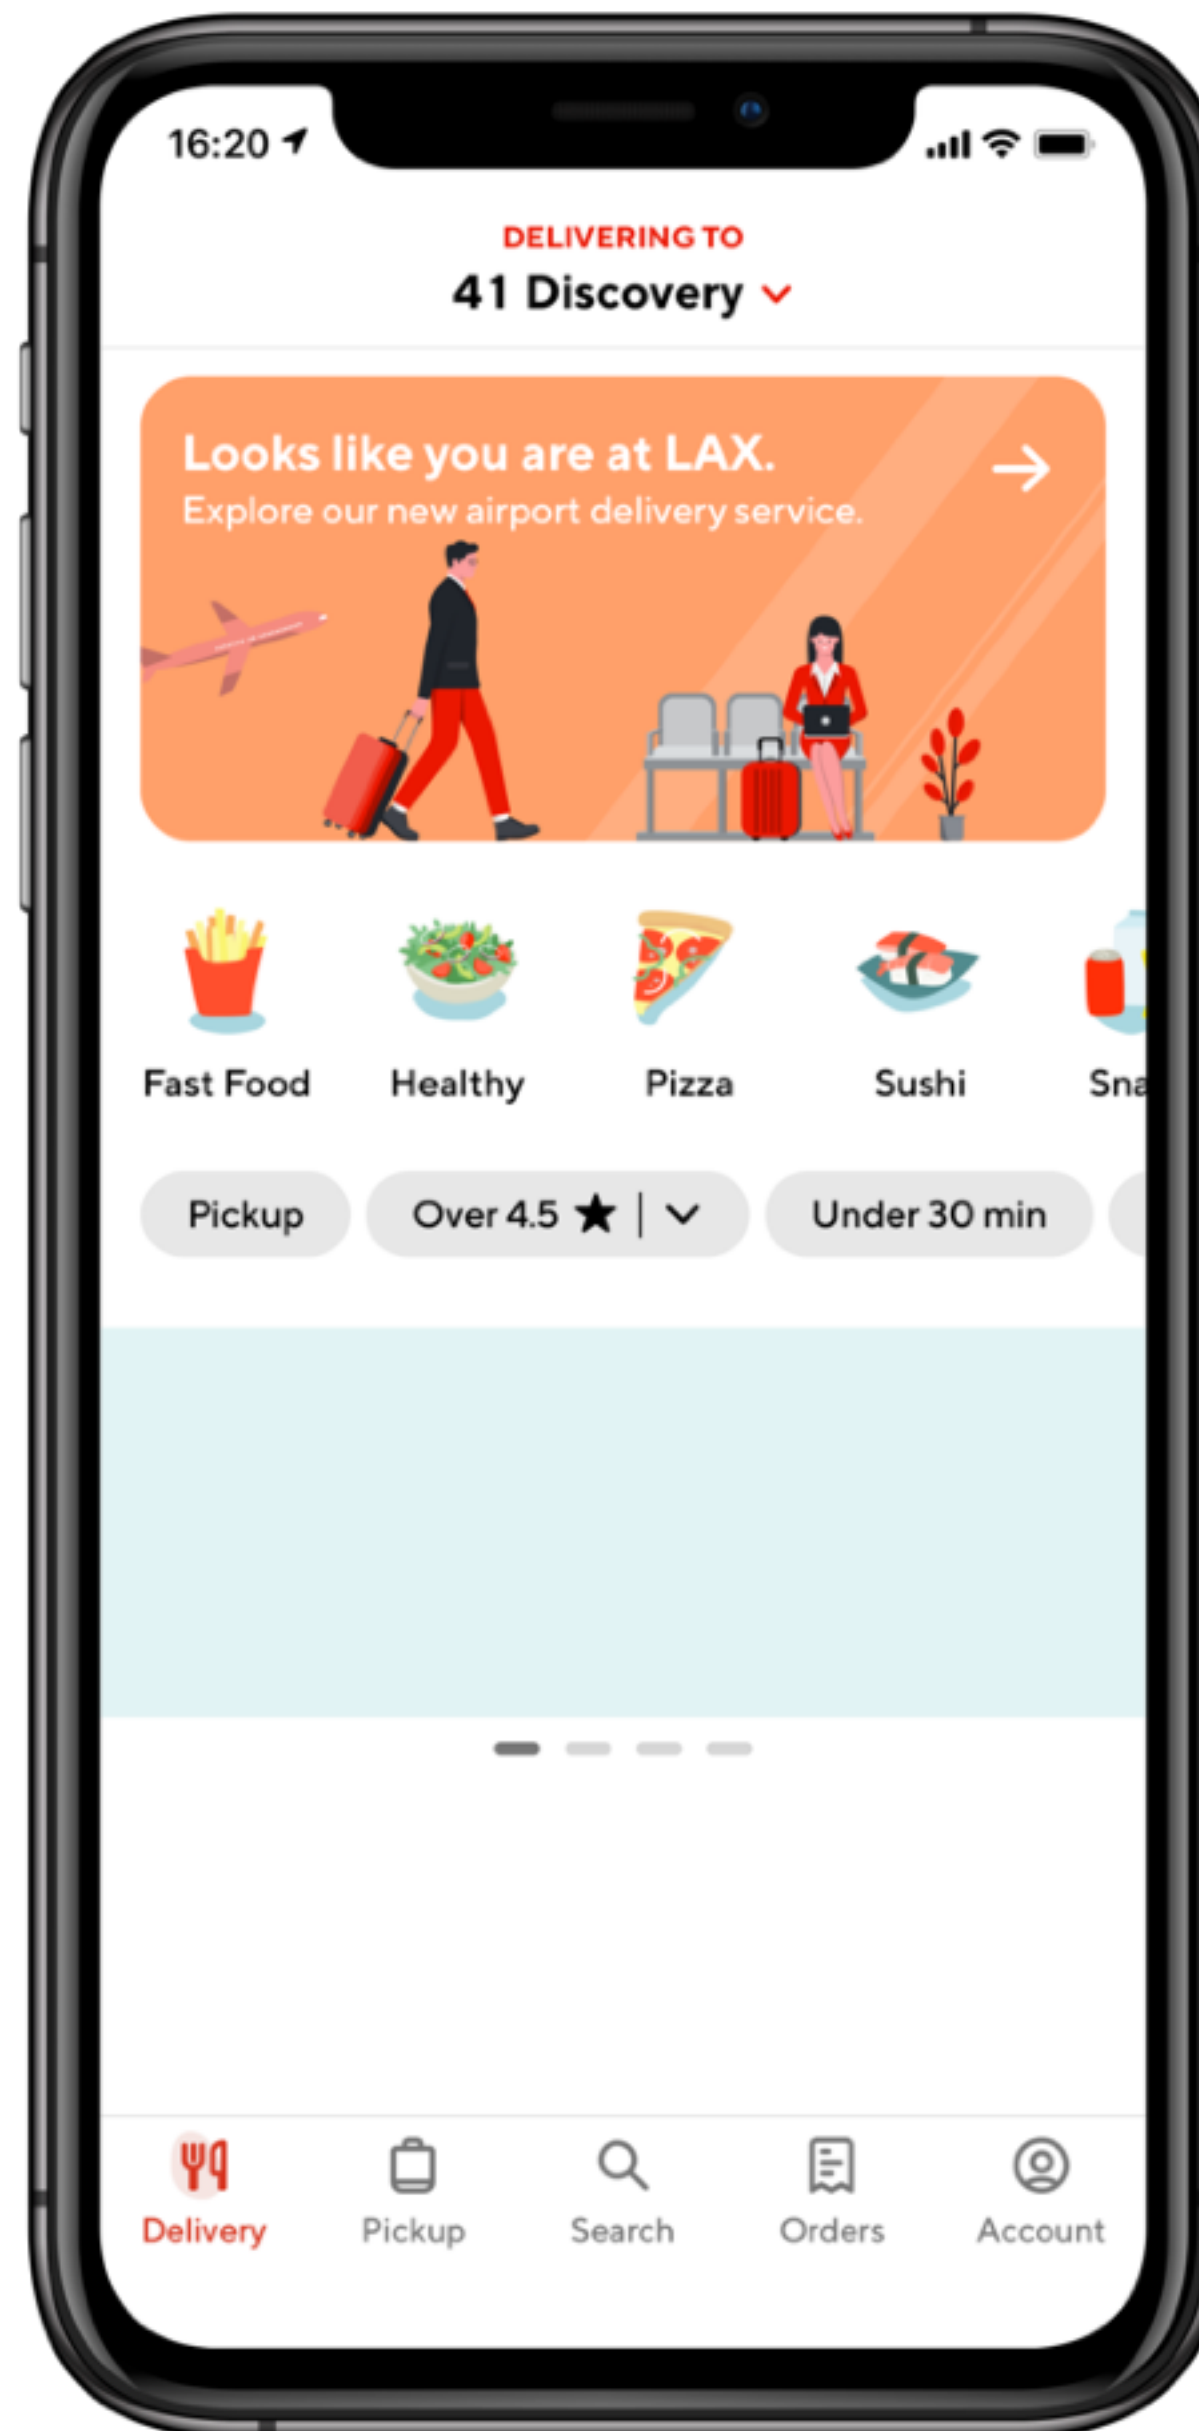 16:20
DELIVERING TO
41 Discovery
Looks like you are at LAX.
Explore our new airport delivery service.
Fast Food Healthy Pizza Sushi Sna
Pickup Over 4.5 ★ | Under 30 min
Delivery Pickup Search Orders Account